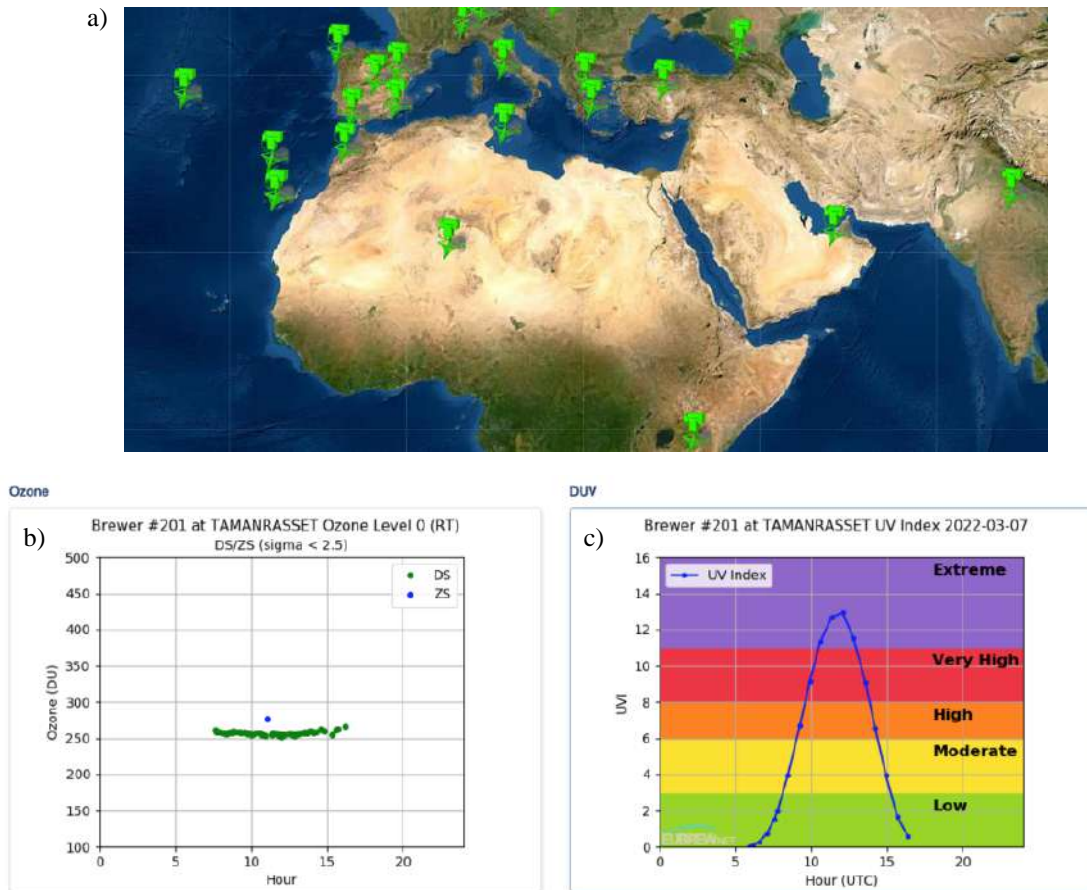 a)
Ozone
Brewer #201 at TAMANRASSET Ozone Level 0 (RT)
b)
DS/ZS (sigma < 2.5)
500
450
400
350
300
250
200
150
100
Ozone (DU)
DS
ZS
0 5 10 15 20
Hour
DUV
Brewer #201 at TAMANRASSET UV Index 2022-03-07
c)
16
14
12
10
8
6
4
2
0
UVI
UV Index
Extreme
Very High
High
Moderate
Low
0 5 10 15 20
Hour (UTC)